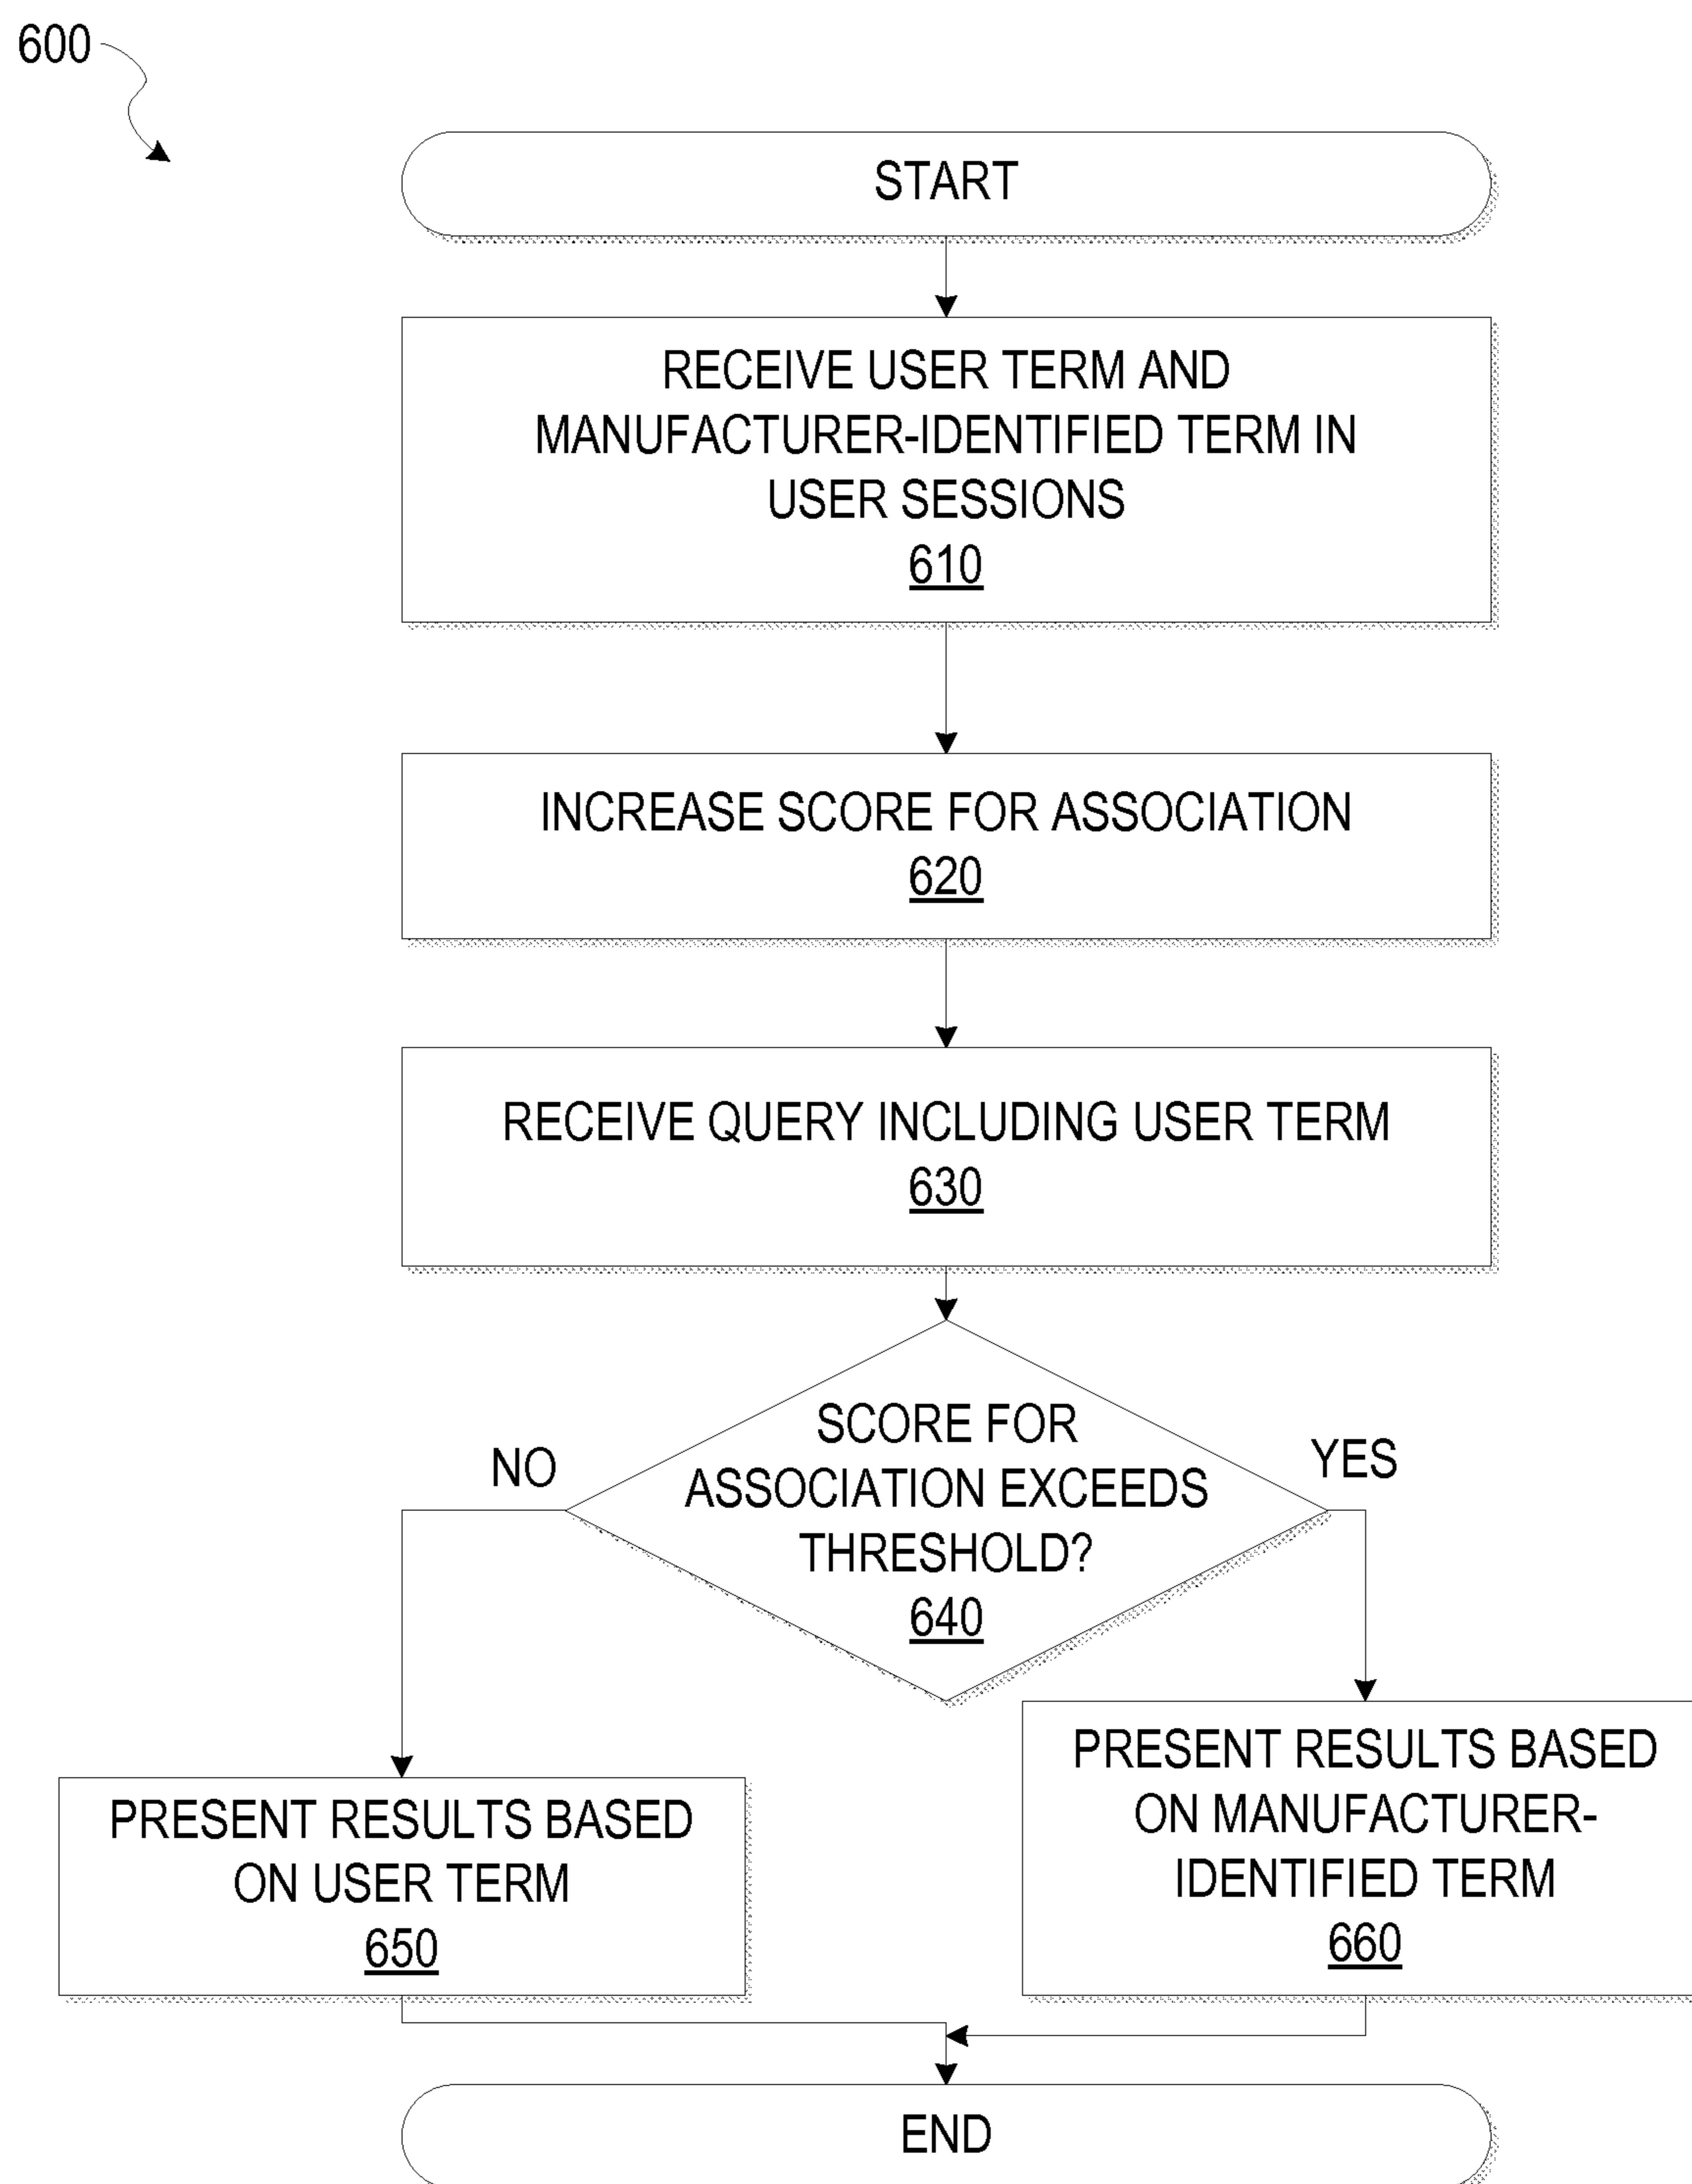 600
START
RECEIVE USER TERM AND
MANUFACTURER-IDENTIFIED TERM IN
USER SESSIONS
610
INCREASE SCORE FOR ASSOCIATION
620
RECEIVE QUERY INCLUDING USER TERM
630
SCORE FOR
ASSOCIATION EXCEEDS
THRESHOLD?
640
NO
YES
PRESENT RESULTS BASED
ON USER TERM
650
PRESENT RESULTS BASED
ON MANUFACTURER-
IDENTIFIED TERM
660
END